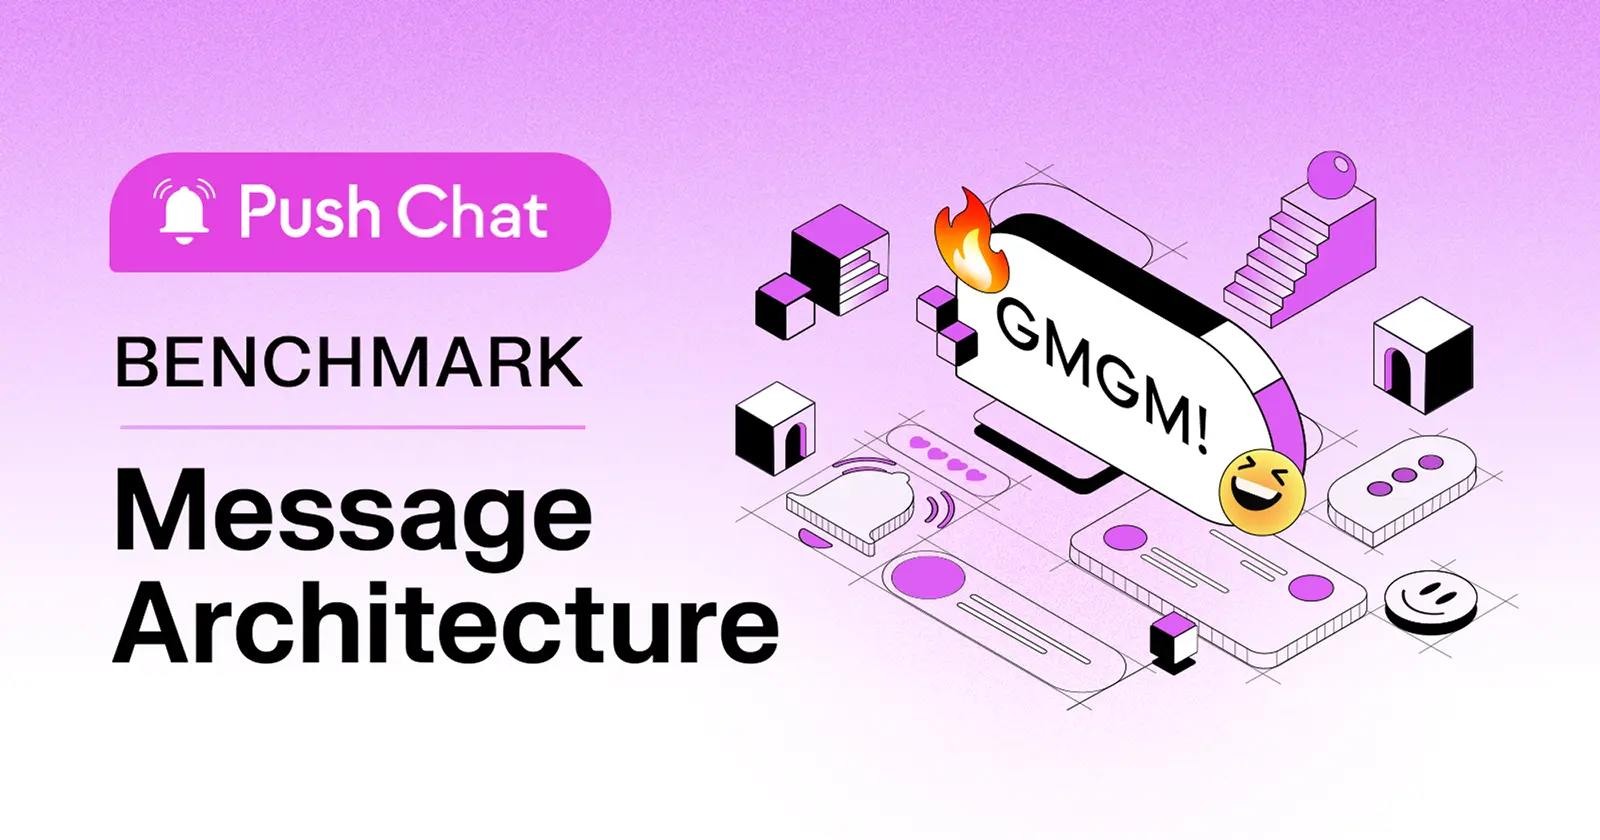 Push Chat
BENCHMARK
Message
Architecture
GMGM!